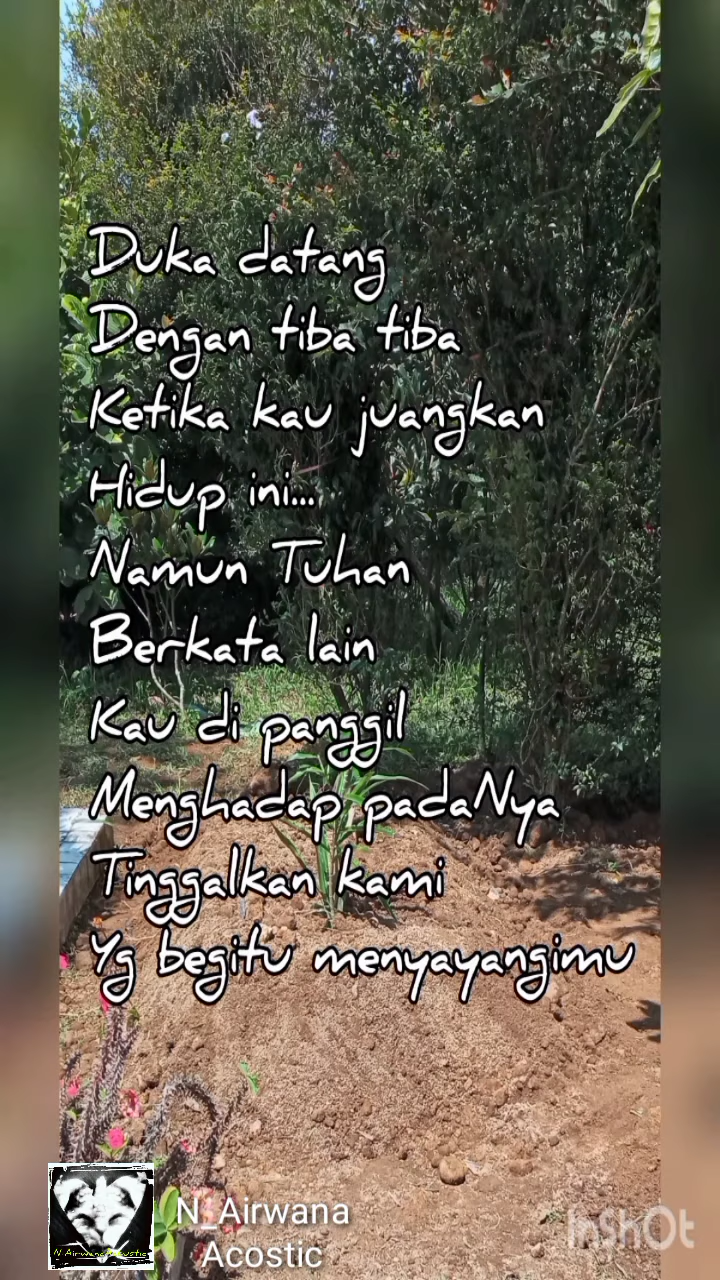 Duka datang
Dengan tiba tiba
Ketika kau juangkan
Hidup ini...
Namun Tuhan
Berkata lain
Kau di panggil
Menghadap padaNya
Tinggalkan kami
Yg begitu menyayangimu
N_Airwana
Acostic
N AirwanaAcoustic
InShOt